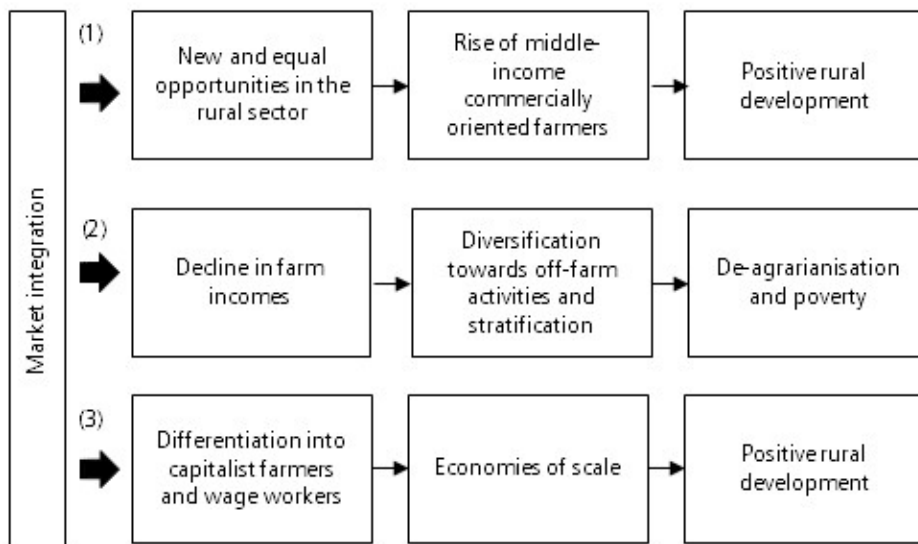 Market integration
(1)
New and equal
opportunities in the
rural sector
Rise of middle-
income
commercially
oriented farmers
Positive rural
development
(2)
Decline in farm
incomes
Diversification
towards off-farm
activities and
stratification
De-agrarianisation
and poverty
(3)
Differentiation into
capitalist farmers
and wage workers
Economies of scale
Positive rural
development